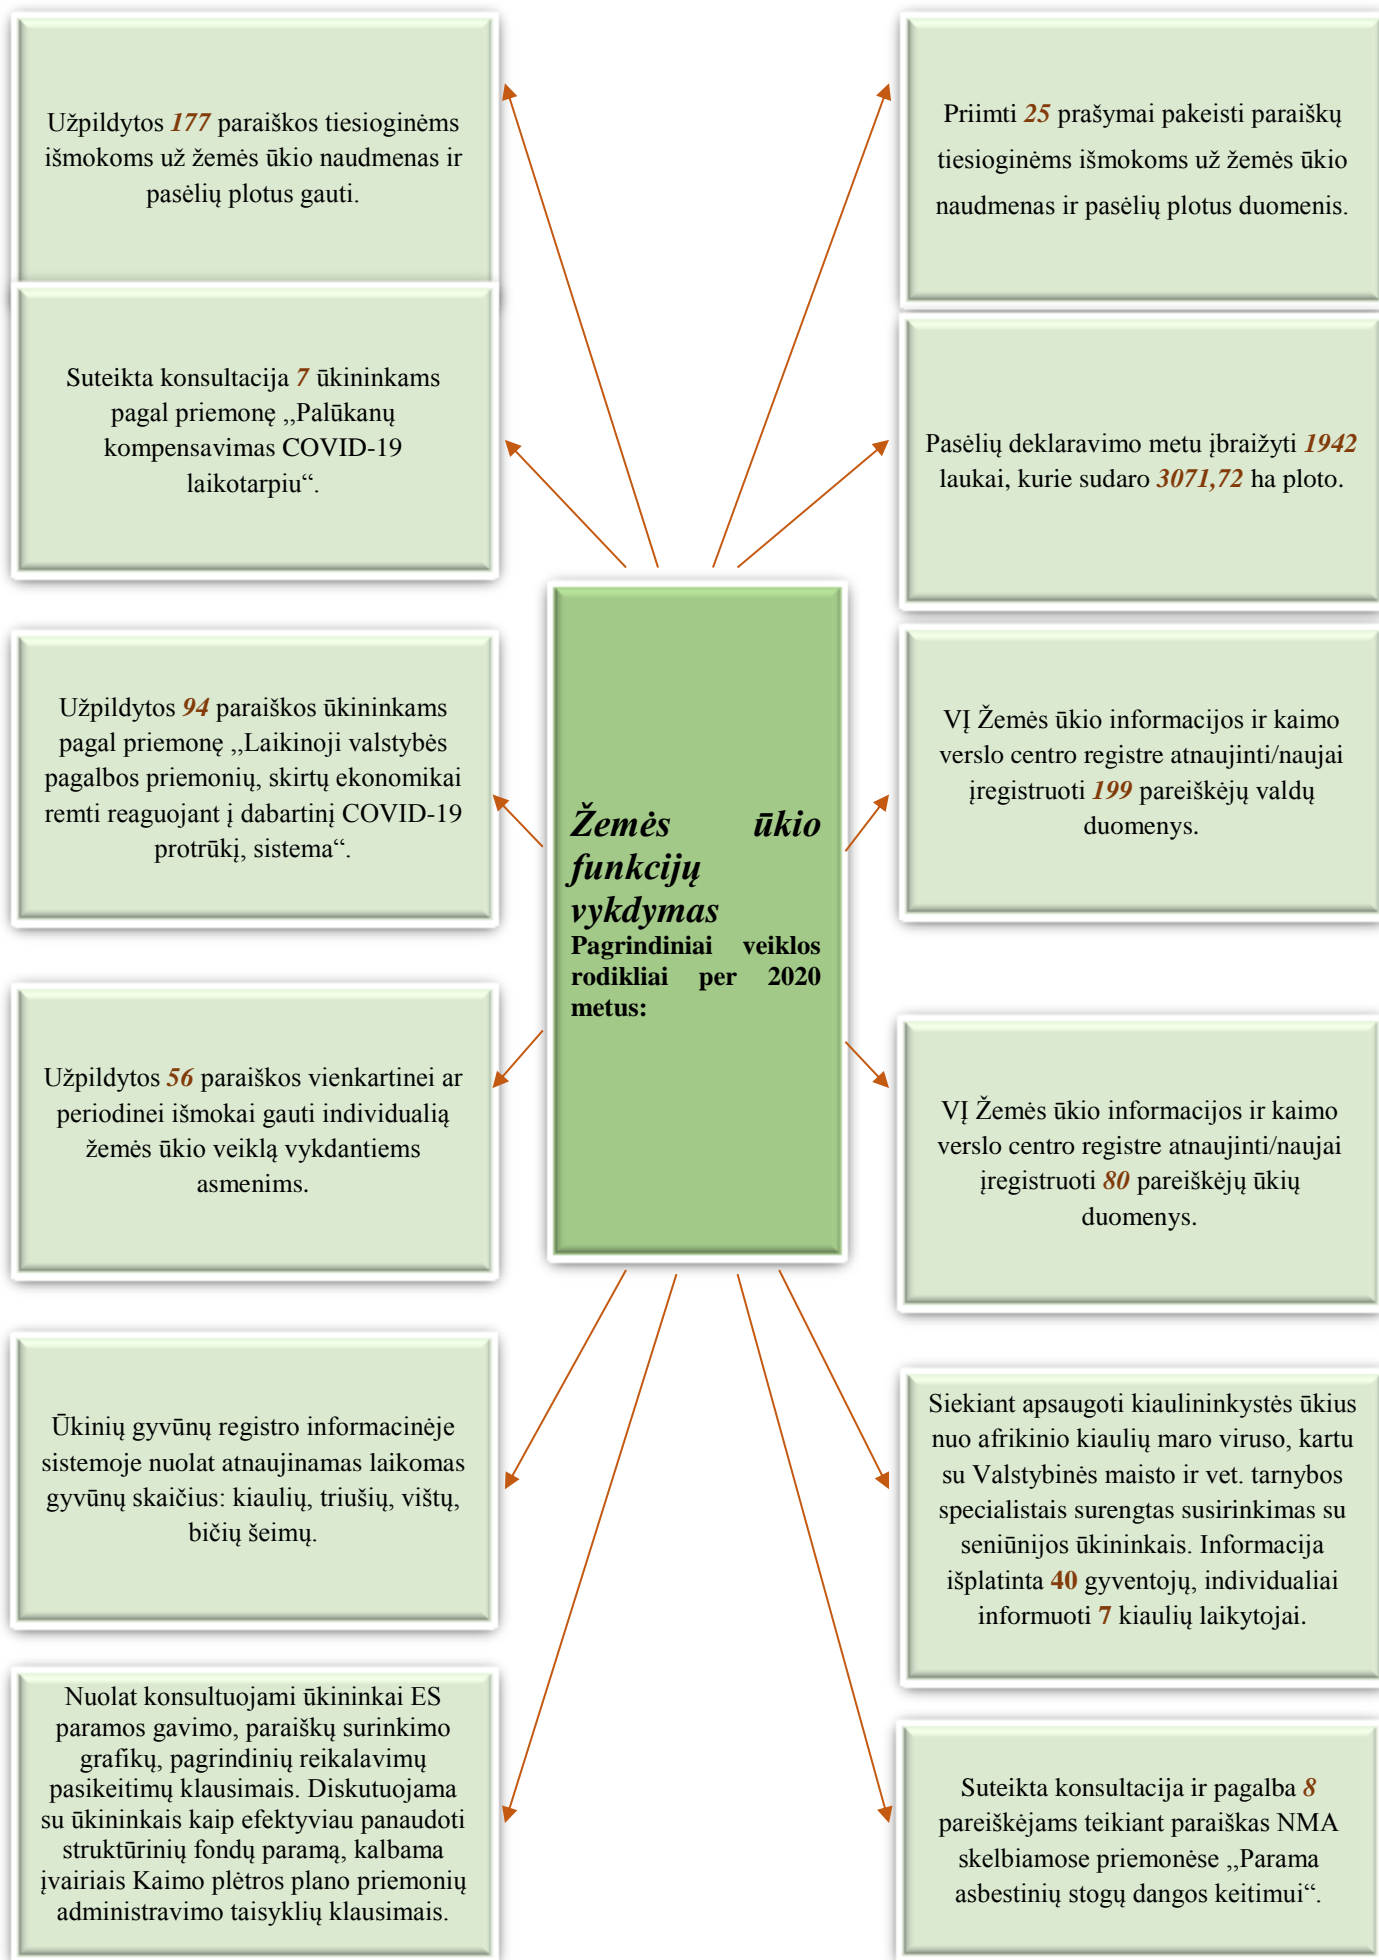 Užpildytos 177 paraiškos tiesioginėms
išmokoms už žemės ūkio naudmenas ir
pasėlių plotus gauti.
Priimti 25 prašymai pakeisti paraiškų
tiesioginėms išmokoms už žemės ūkio
naudmenas ir pasėlių plotus duomenis.
Suteikta konsultacija 7 ūkininkams
pagal priemonę ,,Palūkanų
kompensavimas COVID-19
laikotarpiu“.
Pasėlių deklaravimo metu įbraižyti 1942
laukai, kurie sudaro 3071,72 ha ploto.
Užpildytos 94 paraiškos ūkininkams
pagal priemonę ,,Laikinoji valstybės
pagalbos priemonių, skirtų ekonomikai
remti reaguojant į dabartinį COVID-19
protrūkį, sistema“.
VĮ Žemės ūkio informacijos ir kaimo
verslo centro registre atnaujinti/naujai
įregistruoti 199 pareiškėjų valdų
duomenys.
Žemės ūkio
funkcijų
vykdymas
Pagrindiniai veiklos
rodikliai per 2020
metus:
Užpildytos 56 paraiškos vienkartinei ar
periodinei išmokai gauti individualią
žemės ūkio veiklą vykdantiems
asmenims.
VĮ Žemės ūkio informacijos ir kaimo
verslo centro registre atnaujinti/naujai
įregistruoti 80 pareiškėjų ūkių
duomenys.
Ūkinių gyvūnų registro informacinėje
sistemoje nuolat atnaujinamas laikomas
gyvūnų skaičius: kiaulių, triušių, vištų,
bičių šeimų.
Siekiant apsaugoti kiaulininkystės ūkius
nuo afrikinio kiaulių maro viruso, kartu
su Valstybinės maisto ir vet. tarnybos
specialistais surengtas susirinkimas su
seniūnijos ūkininkais. Informacija
išplatinta 40 gyventojų, individualiai
informuoti 7 kiaulių laikytojai.
Nuolat konsultuojami ūkininkai ES
paramos gavimo, paraiškų surinkimo
grafikų, pagrindinių reikalavimų
pasikeitimų klausimais. Diskutuojama
su ūkininkais kaip efektyviau panaudoti
struktūrinių fondų paramą, kalbama
įvairiais Kaimo plėtros plano priemonių
administravimo taisyklių klausimais.
Suteikta konsultacija ir pagalba 8
pareiškėjams teikiant paraiškas NMA
skelbiamose priemonėse ,,Parama
asbestinių stogų dangos keitimui“.